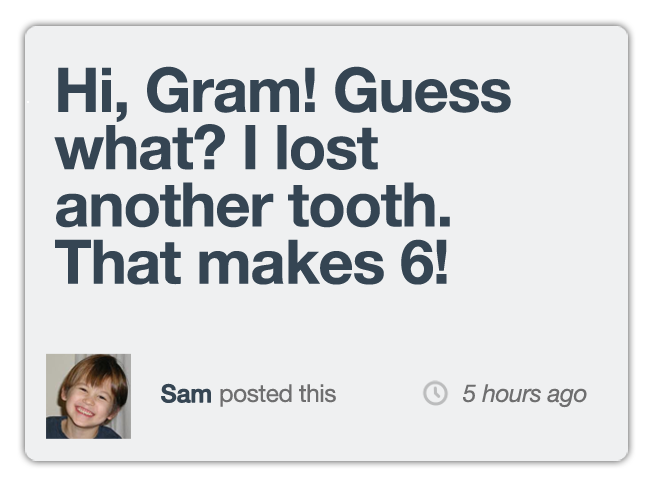 Hi, Gram! Guess
what? I lost
another tooth.
That makes 6!
Sam posted this
5 hours ago